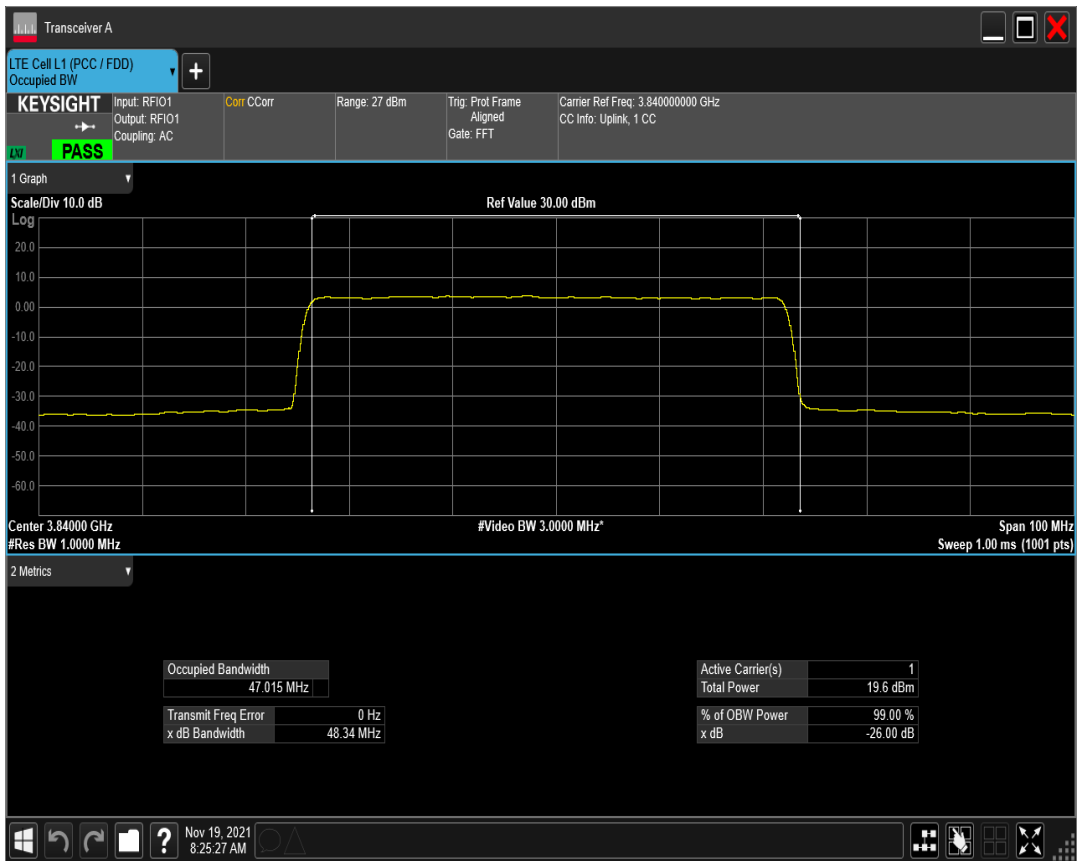 Transceiver A
LTE Cell L1 (PCC / FDD)
Occupied BW
+
KEYSIGHT
LXI
PASS
Input: RFIO1
Output: RFIO1
Coupling: AC
Corr CCorr
Range: 27 dBm
Trig: Prot Frame
Aligned
Gate: FFT
Carrier Ref Freq: 3.840000000 GHz
CC Info: Uplink, 1 CC
1 Graph
Scale/Div 10.0 dB
Ref Value 30.00 dBm
Log
20.0
10.0
0.00
-10.0
-20.0
-30.0
-40.0
-50.0
-60.0
Center 3.84000 GHz
#Video BW 3.0000 MHz*
Span 100 MHz
#Res BW 1.0000 MHz
Sweep 1.00 ms (1001 pts)
2 Metrics
Occupied Bandwidth
47.015 MHz
Transmit Freq Error 0 Hz
x dB Bandwidth 48.34 MHz
Active Carrier(s) 1
Total Power 19.6 dBm
% of OBW Power 99.00 %
x dB -26.00 dB
?
Nov 19, 2021
8:25:27 AM